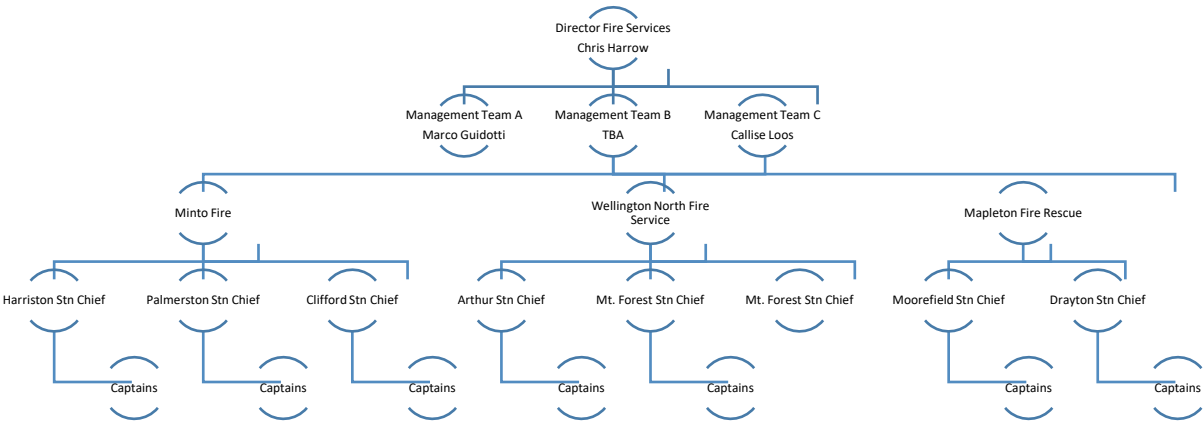 Director Fire Services
Chris Harrow
Management Team A
Marco Guidotti
Management Team B
TBA
Management Team C
Callise Loos
Minto Fire
Wellington North Fire
Service
Mapleton Fire Rescue
Harriston Stn Chief
Palmerston Stn Chief
Clifford Stn Chief
Arthur Stn Chief
Mt. Forest Stn Chief
Mt. Forest Stn Chief
Moorefield Stn Chief
Drayton Stn Chief
Captains
Captains
Captains
Captains
Captains
Captains
Captains